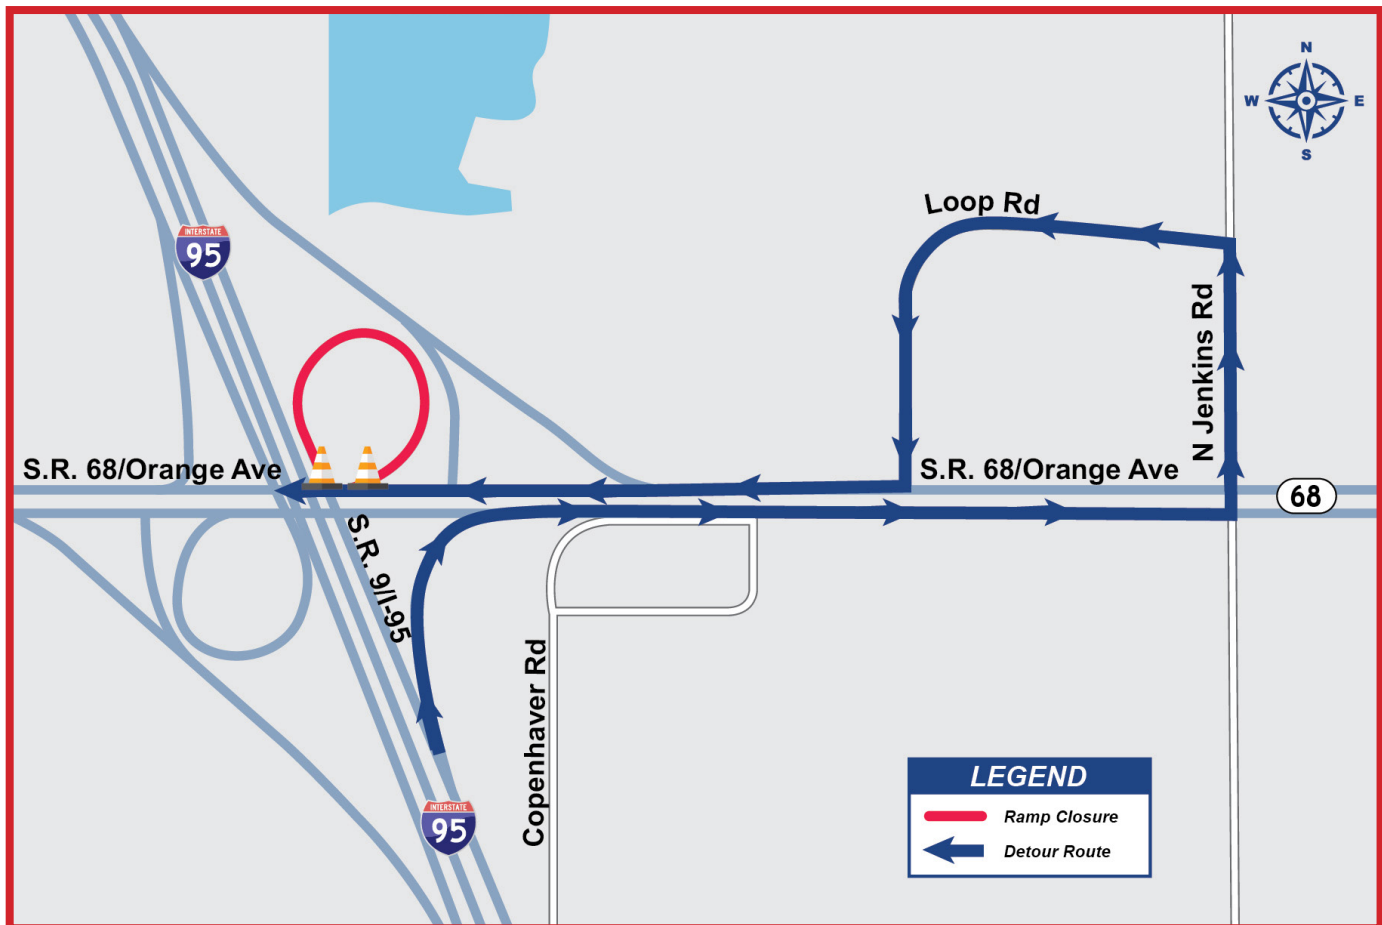 N
W
E
S
Loop Rd
INTERSTATE
95
N Jenkins Rd
S.R. 68/Orange Ave
S.R. 68/Orange Ave
68
S.R. 9/I-95
Copenhaver Rd
INTERSTATE
95
LEGEND
Ramp Closure
Detour Route